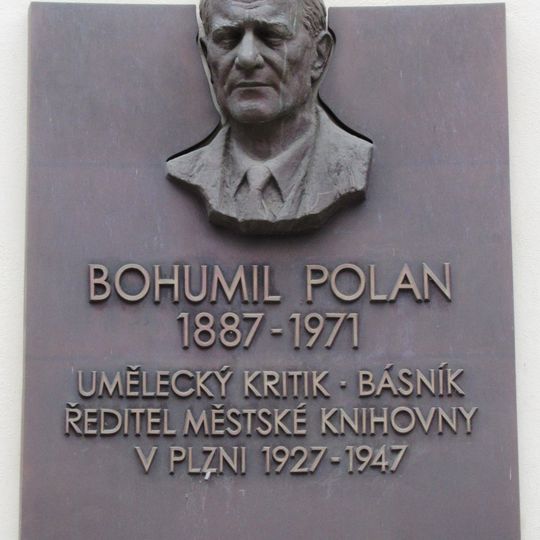 BOHUMIL POLAN
1887-1971
UMĚLECKÝ KRITIK · BÁSNÍK
ŘEDITEL MĚSTSKÉ KNIHOVNY
V PLZNI 1927-1947